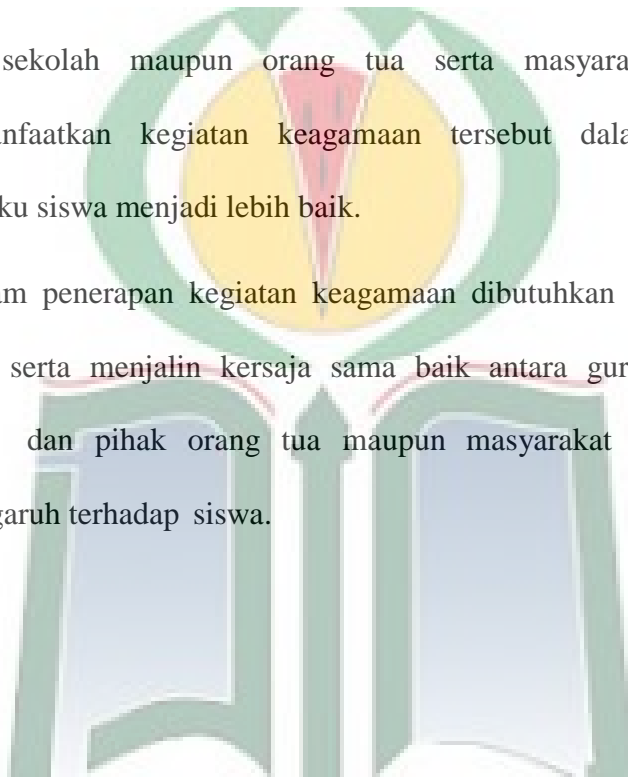 sekolah maupun orang tua serta masyara
nfaatkan kegiatan keagamaan tersebut dala
ku siswa menjadi lebih baik.
am penerapan kegiatan keagamaan dibutuhkan
serta menjalin kersaja sama baik antara gur
dan pihak orang tua maupun masyarakat
garuh terhadap siswa.